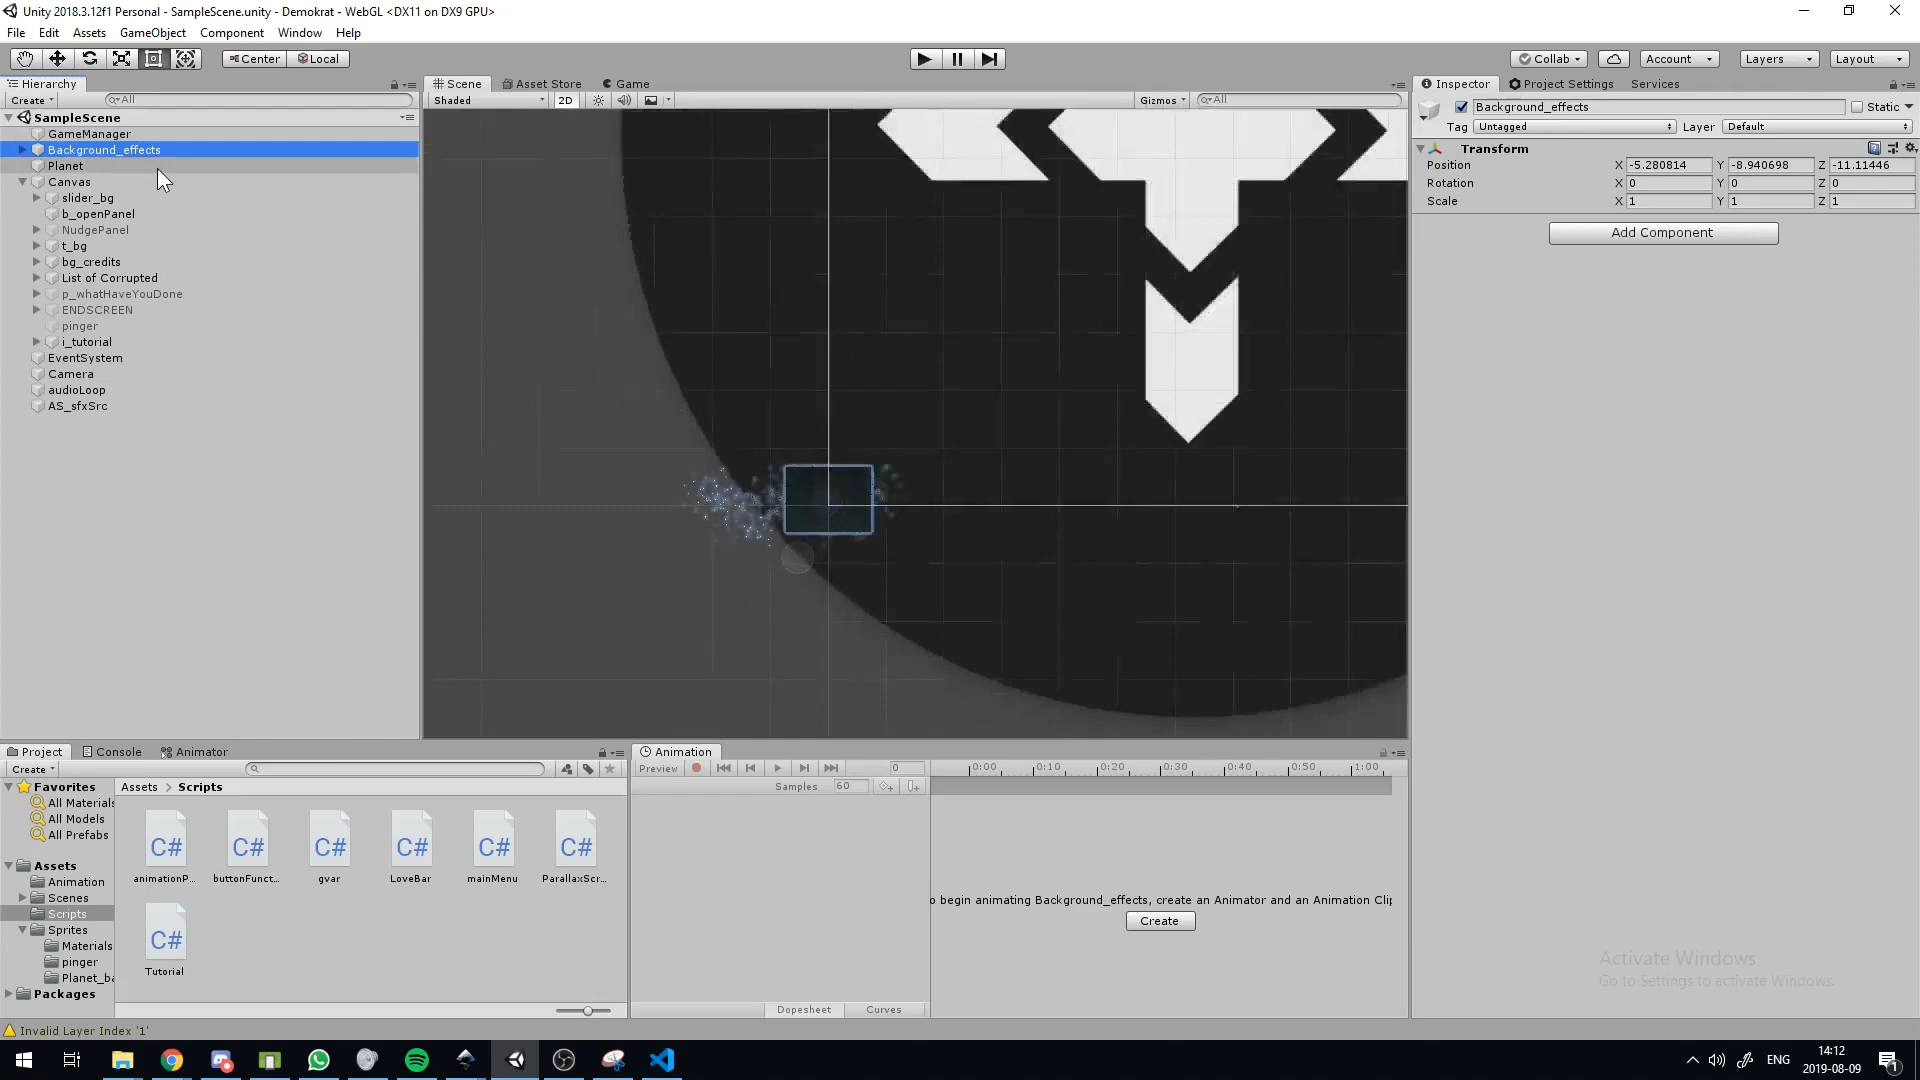 Unity 2018.3.12f1 Personal - SampleScene.unity - Demokrat - WebGL <DX11 on DX9 GPU>
File Edit Assets GameObject Component Window Help
Center Local Collab Account Layers Layout
Hierarchy Scene Asset Store Game Inspector Project Settings Services
Create All Shaded 2D Gizmos All
SampleScene
GameManager
Background_effects
Planet
Canvas
slider_bg
b_openPanel
NudgePanel
t_bg
bg_credits
List of Corrupted
p_whatHaveYouDone
ENDSCREEN
pinger
i_tutorial
EventSystem
Camera
audioLoop
AS_sfxSrc
Background_effects Static
Tag Untagged Layer Default
Transform
Position X -5.280814 Y -8.940698 Z -11.11446
Rotation X 0 Y 0 Z 0
Scale X 1 Y 1 Z 1
Add Component
Project Console Animator
Create
Favorites
All Materials
All Models
All Prefabs
Assets
Animation
Scenes
Scripts
Sprites
Materials
pinger
Planet_ba
Packages
Assets > Scripts
C# C# C# C# C# C#
animationP... buttonFunct... gvar LoveBar mainMenu ParallaxScr...
C#
Tutorial
Animation
Preview 0 0:00 0:10 0:20 0:30 0:40 0:50 1:00
Samples 60
o begin animating Background_effects, create an Animator and an Animation Cli
Create
Dopesheet Curves
Activate Windows
Go to Settings to activate Windows.
Invalid Layer Index '1'
ENG
14:12
2019-08-09
1